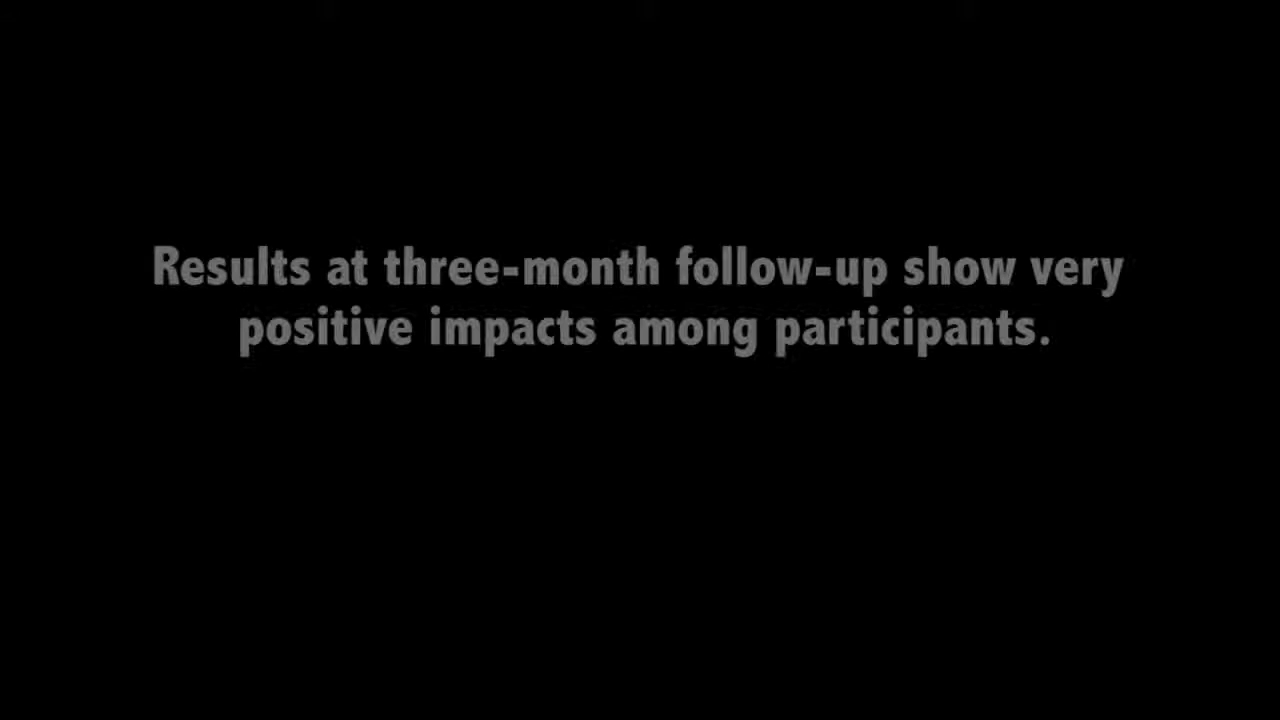 Results at three-month follow-up show very
positive impacts among participants.